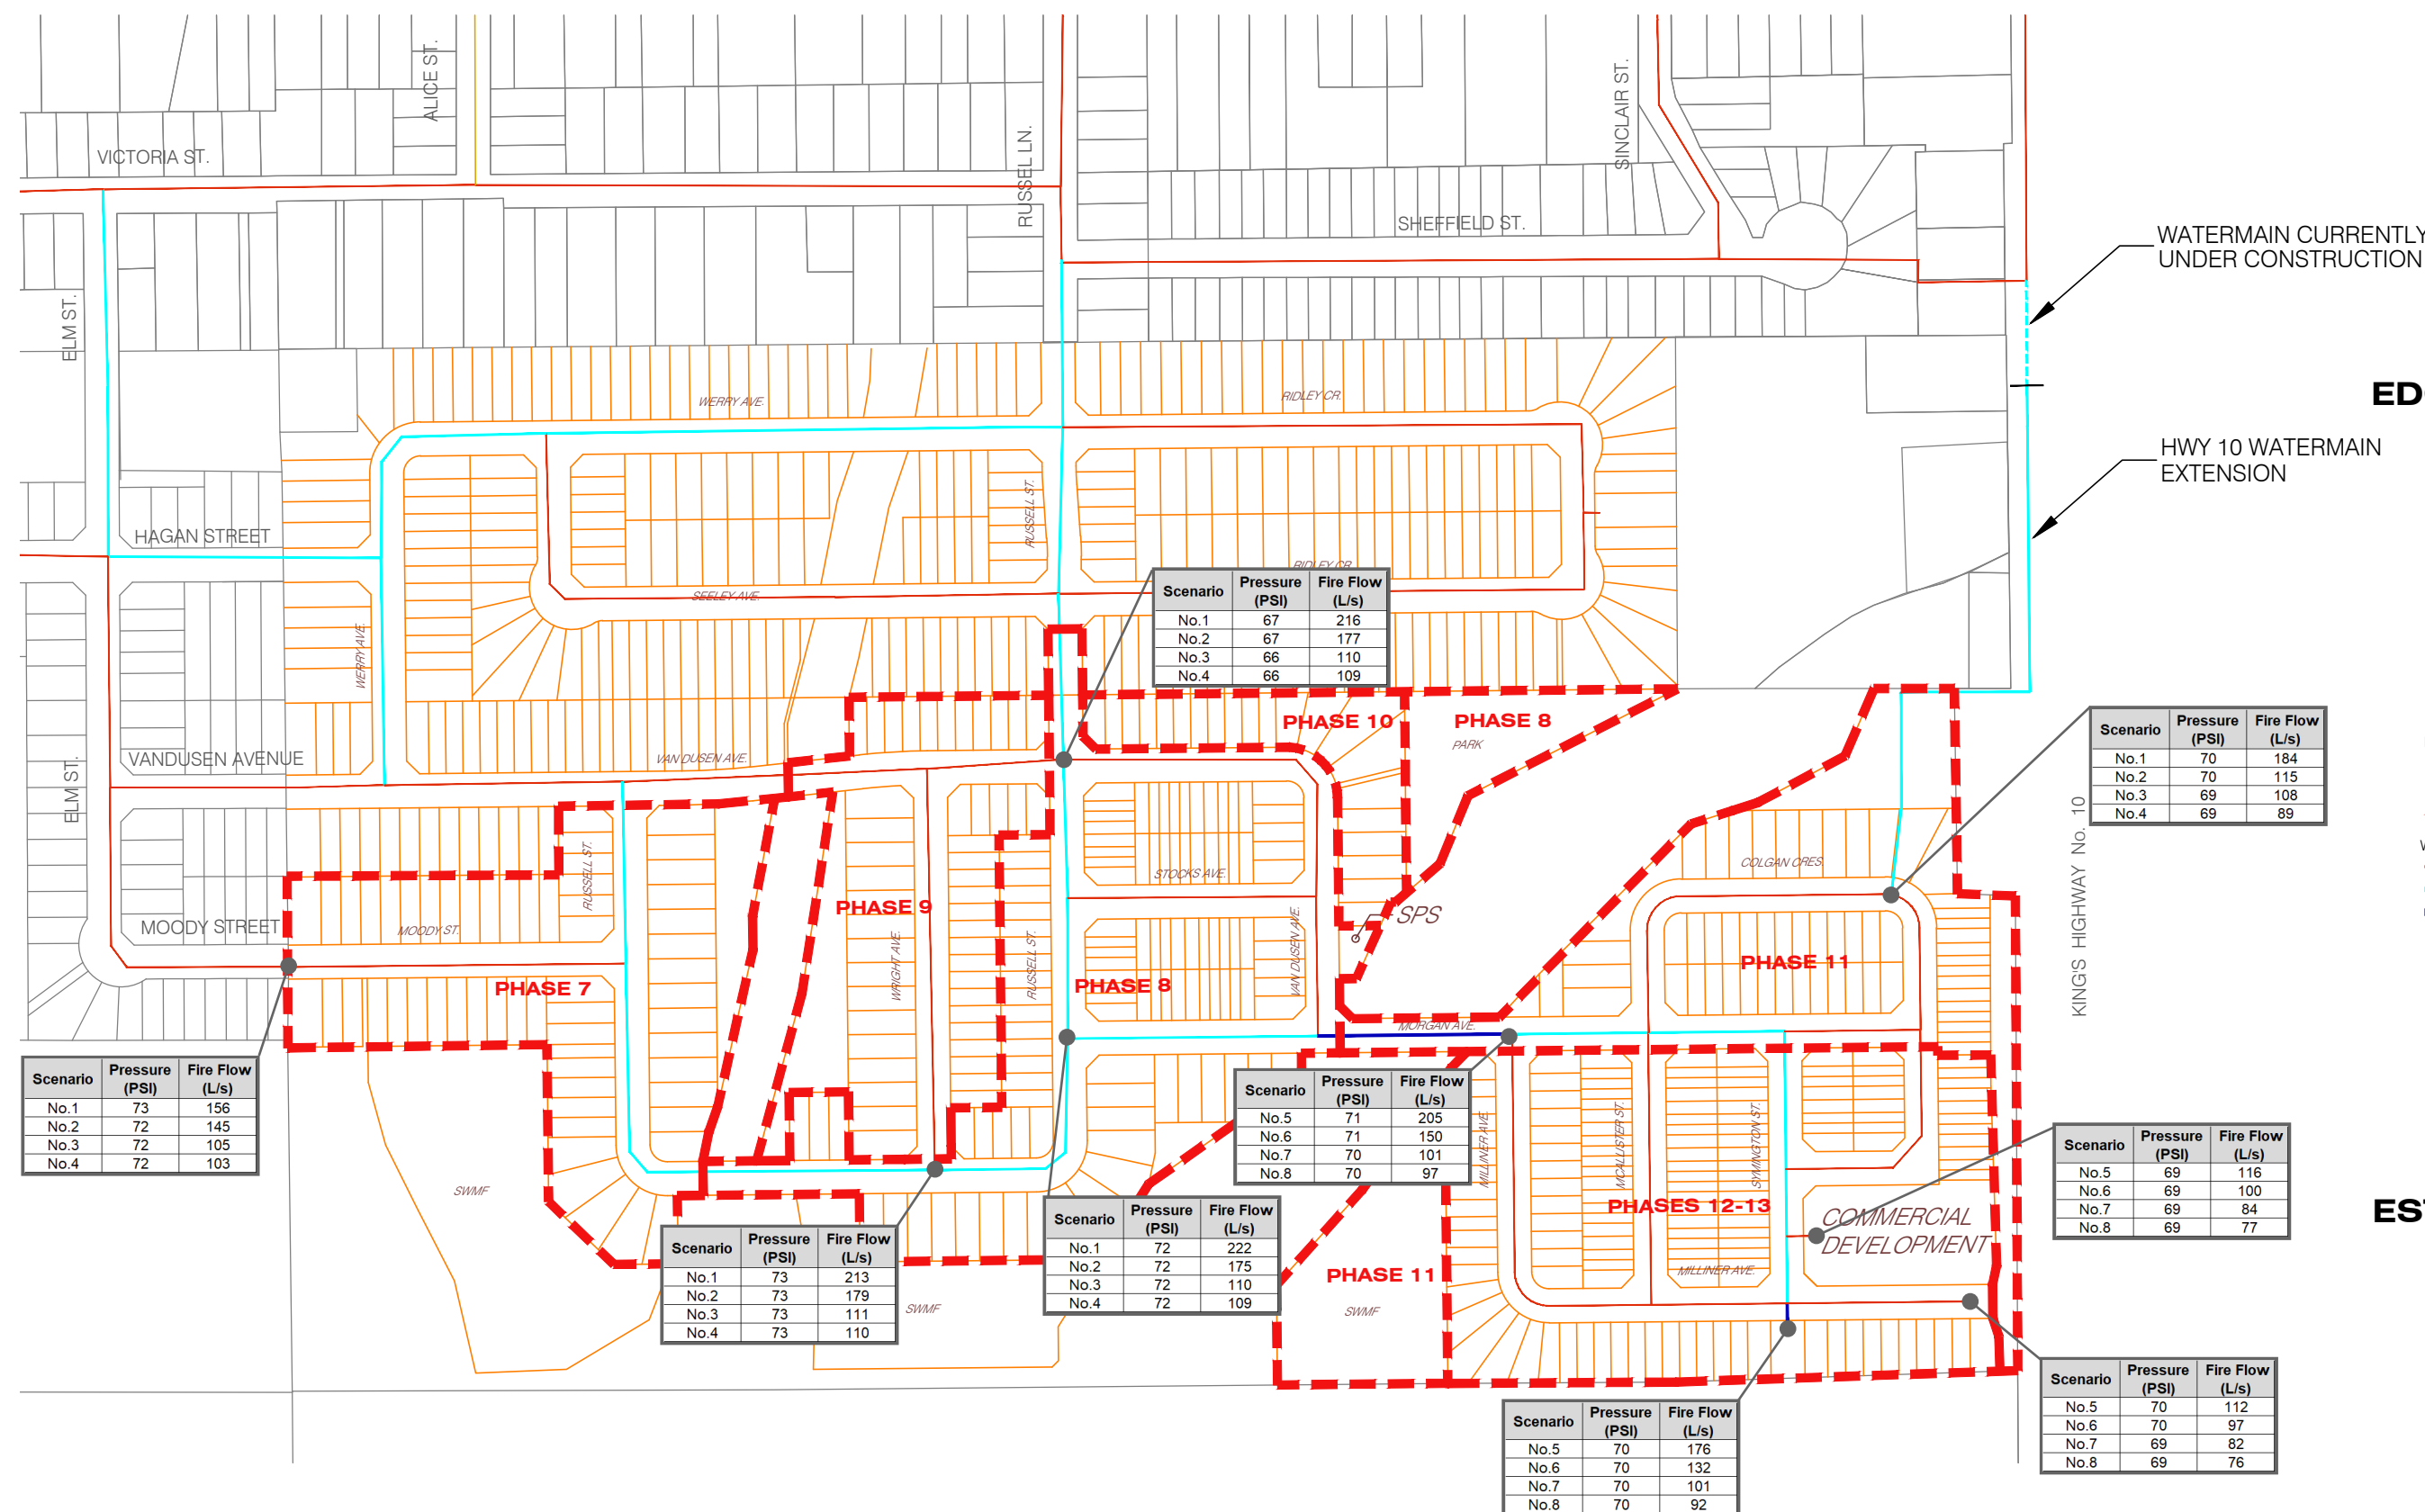 ALICE ST.
VICTORIA ST.
RUSSEL LN.
SINCLAIR ST.
SHEFFIELD ST.
WATERMAIN CURRENTLY
UNDER CONSTRUCTION
ELM ST.
WERRY AVE.
RIDLEY CR.
HWY 10 WATERMAIN
EXTENSION
HAGAN STREET
RUSSELL ST.
RIDLEY CR.
SEELEY AVE.
WERRY AVE.
Scenario Pressure (PSI) Fire Flow (L/s)
No.1 67 216
No.2 67 177
No.3 66 110
No.4 66 109
PHASE 10
PHASE 8
PARK
VANDUSEN AVENUE
VAN DUSEN AVE.
ELM ST.
Scenario Pressure (PSI) Fire Flow (L/s)
No.1 70 184
No.2 70 115
No.3 69 108
No.4 69 89
KING'S HIGHWAY No. 10
RUSSELL ST.
STOCKS AVE.
COLGAN CRES.
PHASE 9
SPS
MOODY STREET
MOODY ST.
WRIGHT AVE.
RUSSELL ST.
VAN DUSEN AVE.
PHASE 11
PHASE 7
PHASE 8
MORGAN AVE.
Scenario Pressure (PSI) Fire Flow (L/s)
No.1 73 156
No.2 72 145
No.3 72 105
No.4 72 103
Scenario Pressure (PSI) Fire Flow (L/s)
No.5 71 205
No.6 71 150
No.7 70 101
No.8 70 97
MILLINER AVE.
MCALLISTER ST.
SYMINGTON ST.
Scenario Pressure (PSI) Fire Flow (L/s)
No.5 69 116
No.6 69 100
No.7 69 84
No.8 69 77
SWMF
PHASES 12-13
COMMERCIAL
DEVELOPMENT
Scenario Pressure (PSI) Fire Flow (L/s)
No.1 73 213
No.2 73 179
No.3 73 111
No.4 73 110
SWMF
Scenario Pressure (PSI) Fire Flow (L/s)
No.1 72 222
No.2 72 175
No.3 72 110
No.4 72 109
PHASE 11
SWMF
MILLINER AVE.
Scenario Pressure (PSI) Fire Flow (L/s)
No.5 70 112
No.6 70 97
No.7 69 82
No.8 69 76
Scenario Pressure (PSI) Fire Flow (L/s)
No.5 70 176
No.6 70 132
No.7 70 101
No.8 70 92